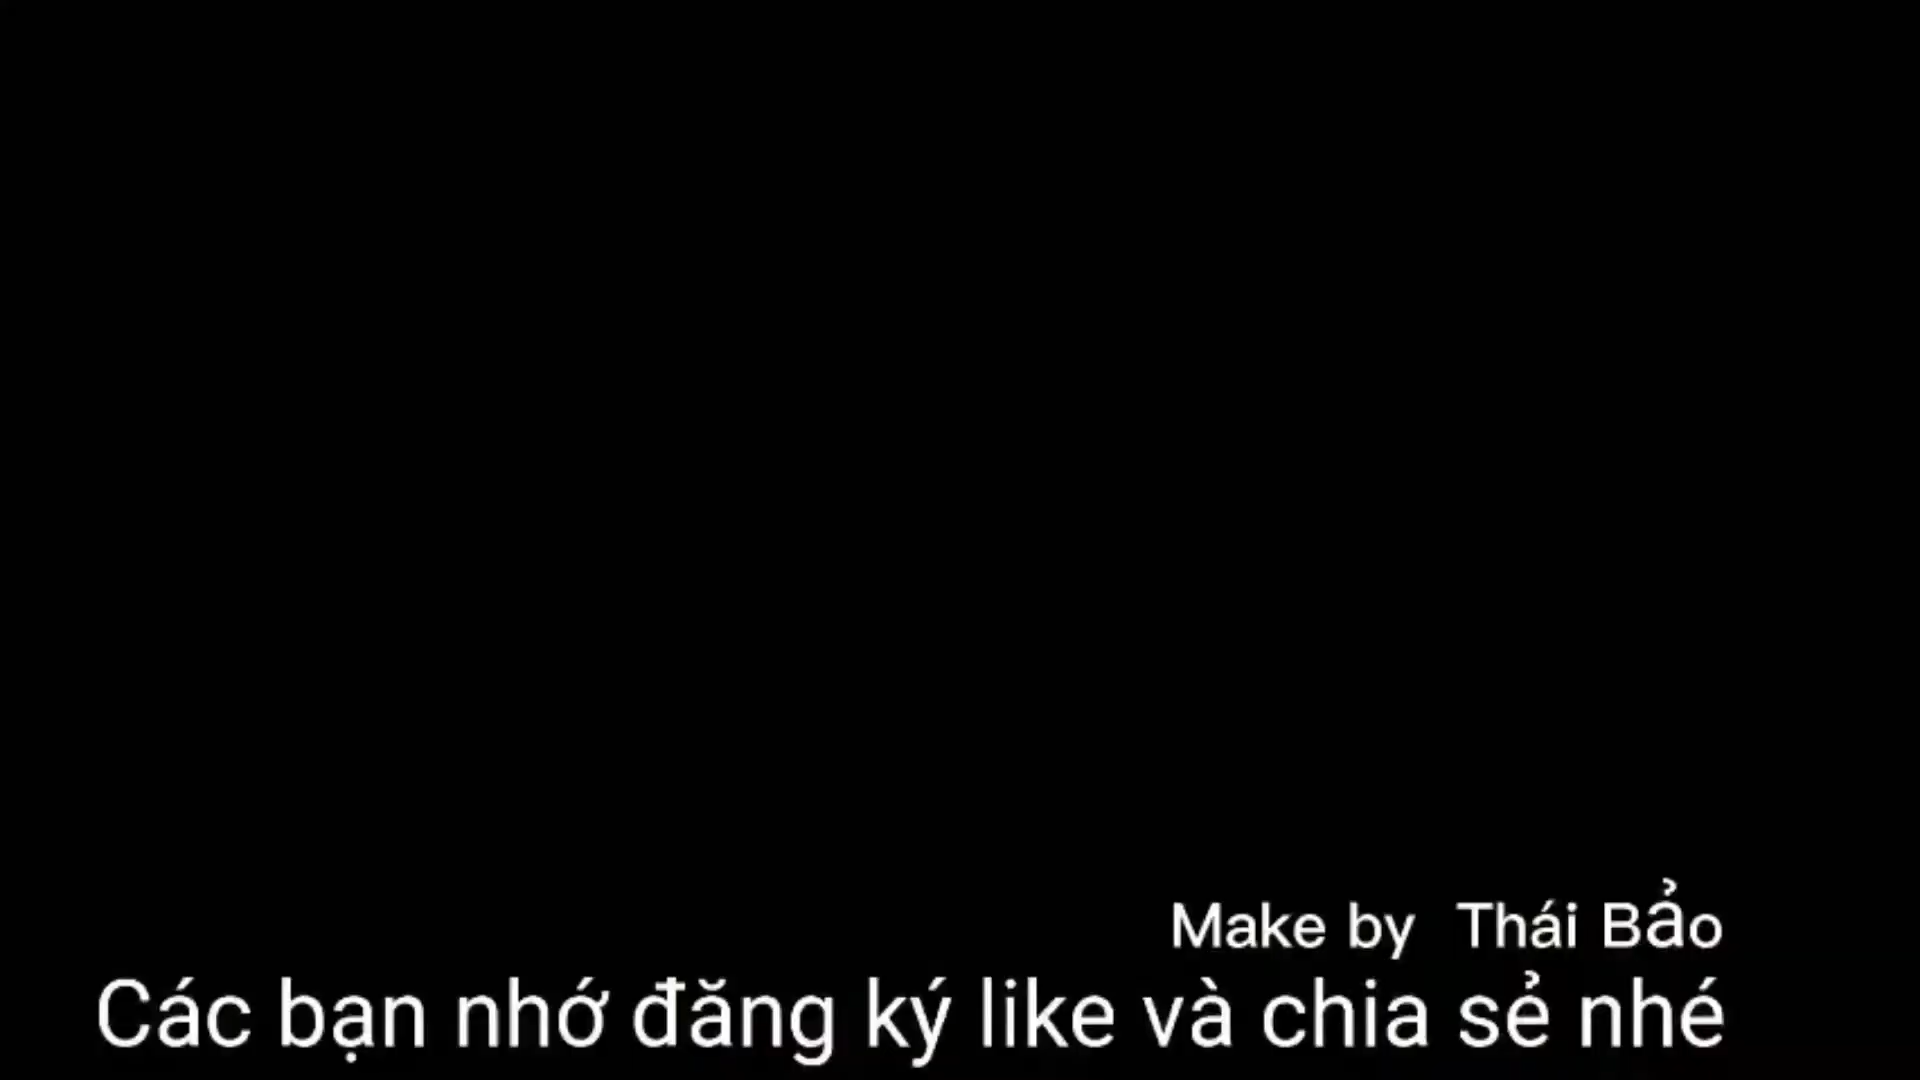 Make by Thái Bảo
Các bạn nhớ đăng ký like và chia sẻ nhé